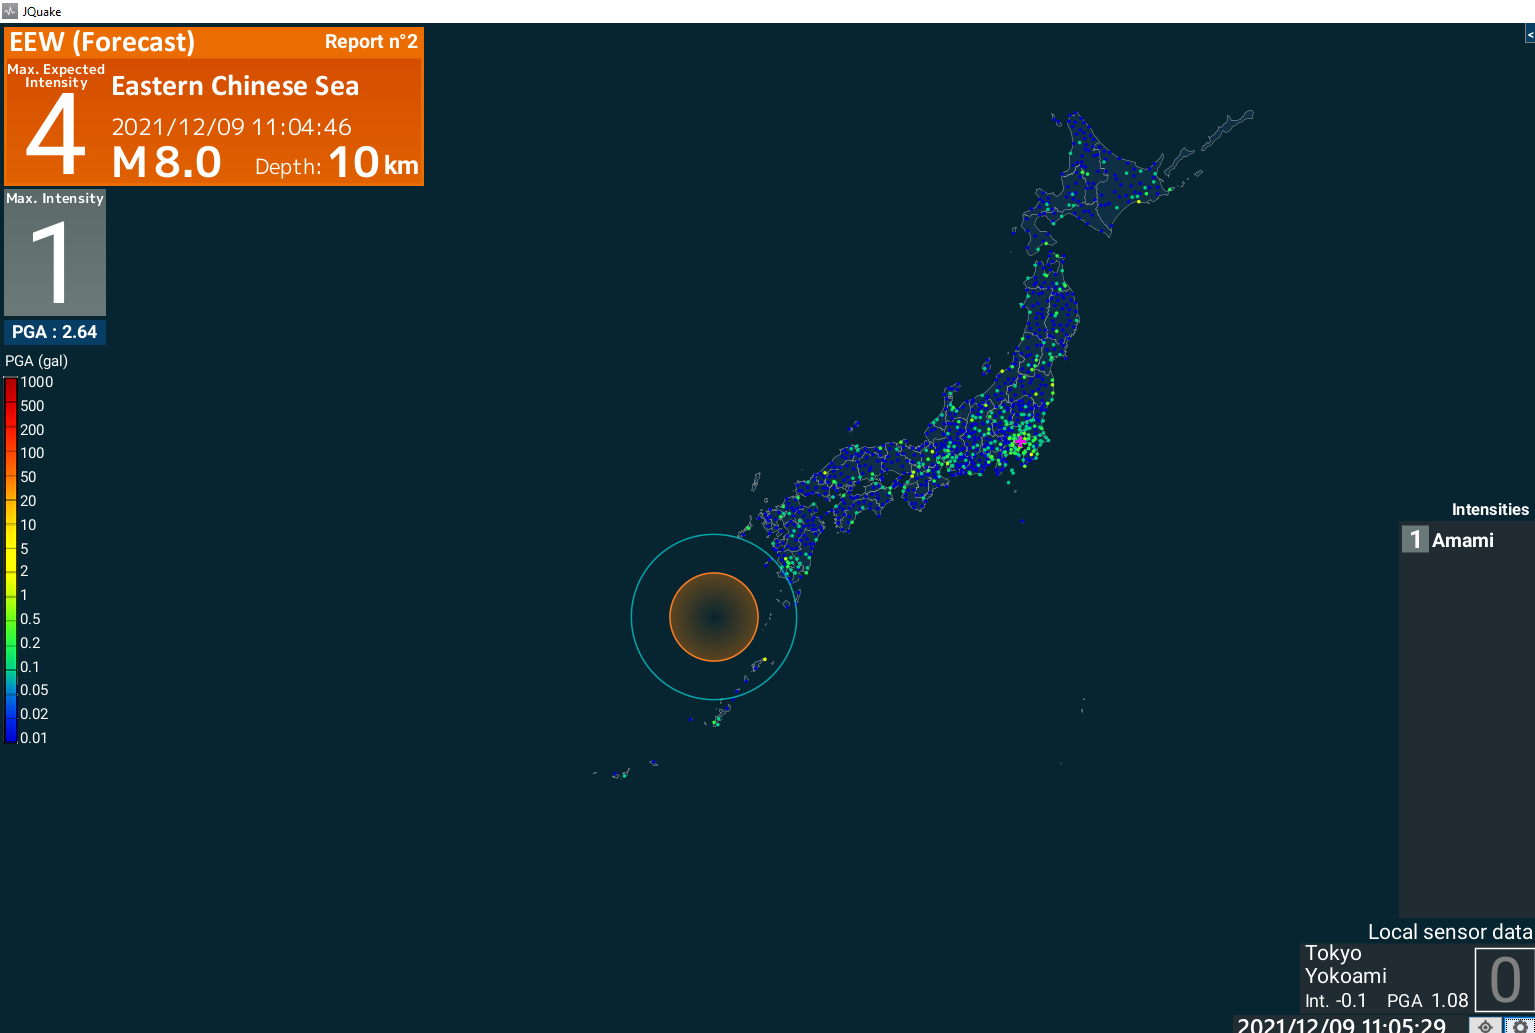 JQuake
EEW (Forecast) Report n°2
Max. Expected
Intensity
4
Eastern Chinese Sea
2021/12/09 11:04:46
M 8.0 Depth: 10 km
Max. Intensity
1
PGA : 2.64
PGA (gal)
1000
500
200
100
50
20
10
5
2
1
0.5
0.2
0.1
0.05
0.02
0.01
<
Intensities
1 Amami
Local sensor data
Tokyo
Yokoami
Int. -0.1 PGA 1.08
0
2021/12/09 11:05:29